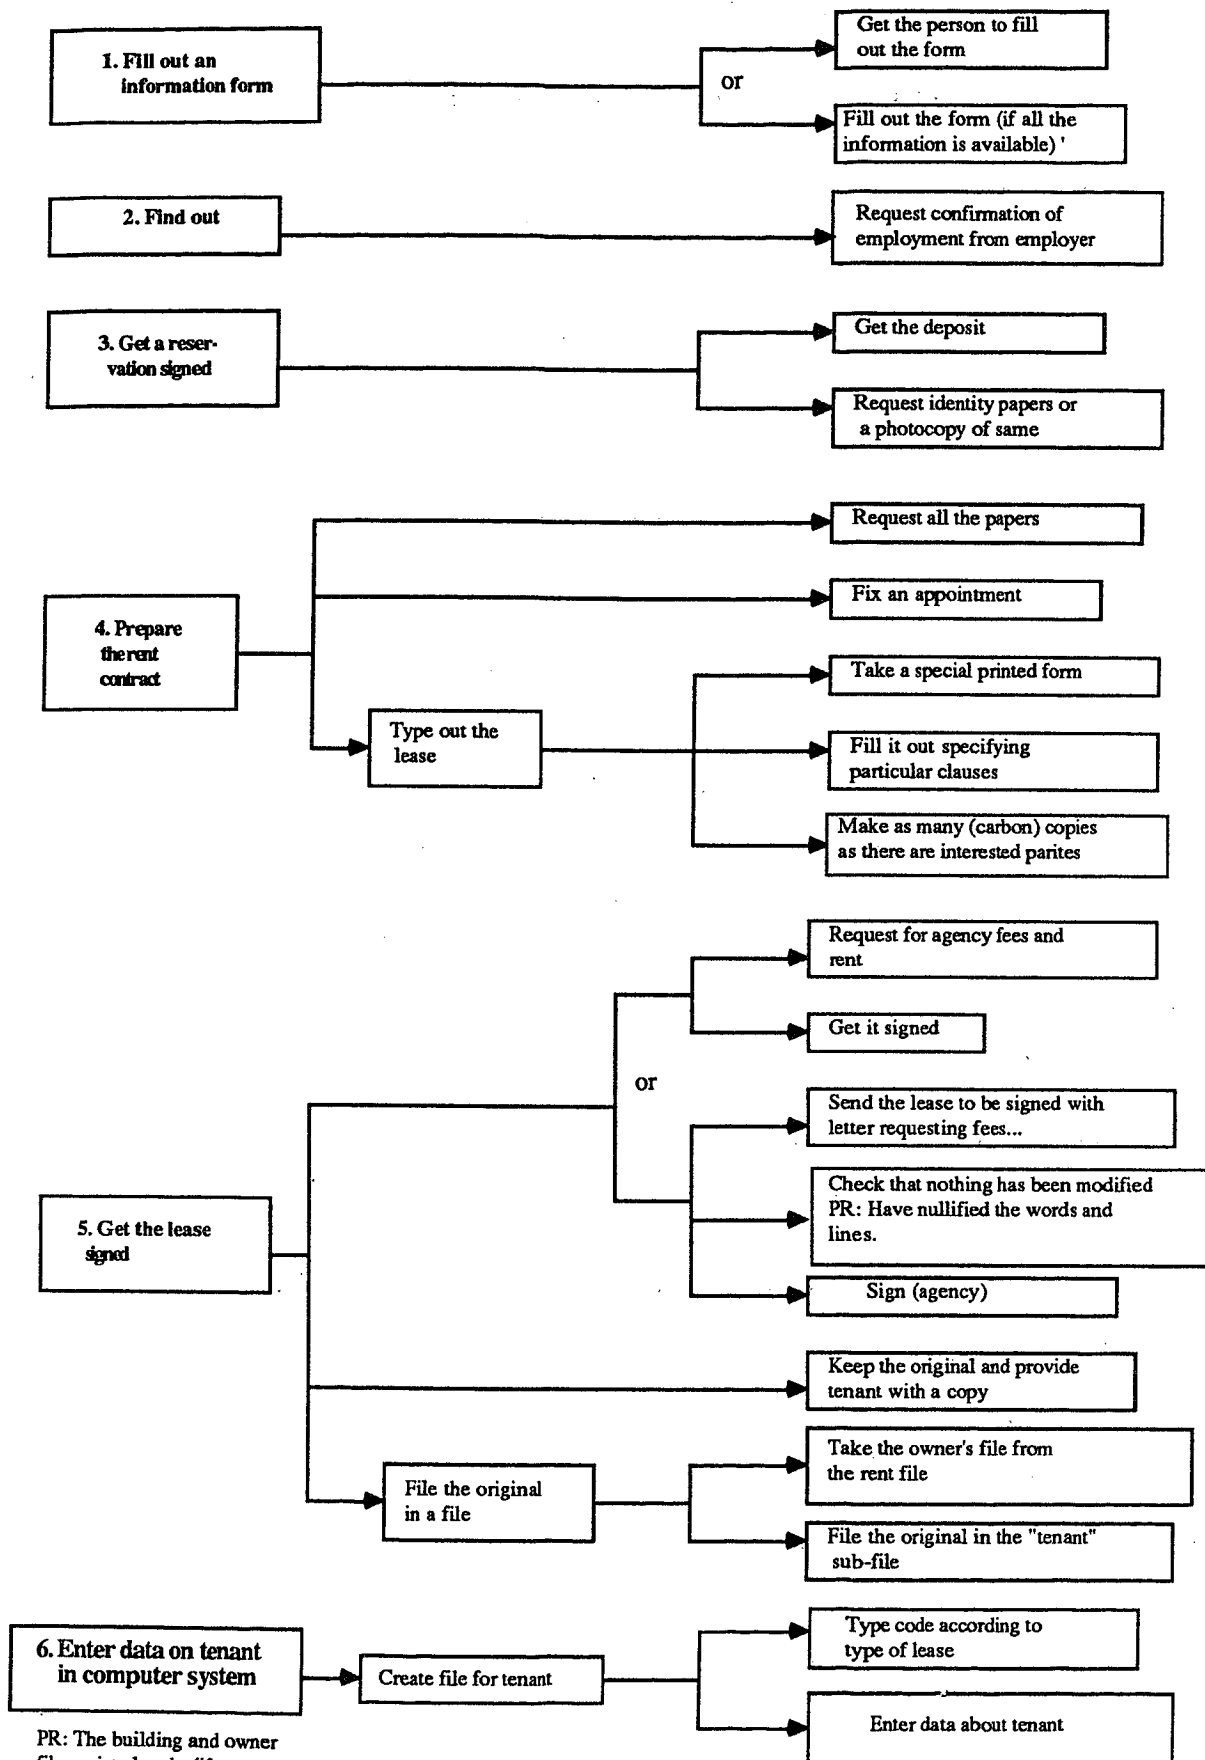 1. Fill out an
information form
or
Get the person to fill
out the form
Fill out the form (if all the
information is available) '
2. Find out
Request confirmation of
employment from employer
3. Get a reser-
vation signed
Get the deposit
Request identity papers or
a photocopy of same
4. Prepare
the rent
contract
Request all the papers
Fix an appointment
Type out the
lease
Take a special printed form
Fill it out specifying
particular clauses
Make as many (carbon) copies
as there are interested parites
5. Get the lease
signed
or
Request for agency fees and
rent
Get it signed
Send the lease to be signed with
letter requesting fees...
Check that nothing has been modified
PR: Have nullified the words and
lines.
Sign (agency)
Keep the original and provide
tenant with a copy
File the original
in a file
Take the owner's file from
the rent file
File the original in the "tenant"
sub-file
6. Enter data on tenant
in computer system
Create file for tenant
Type code according to
type of lease
Enter data about tenant
PR: The building and owner